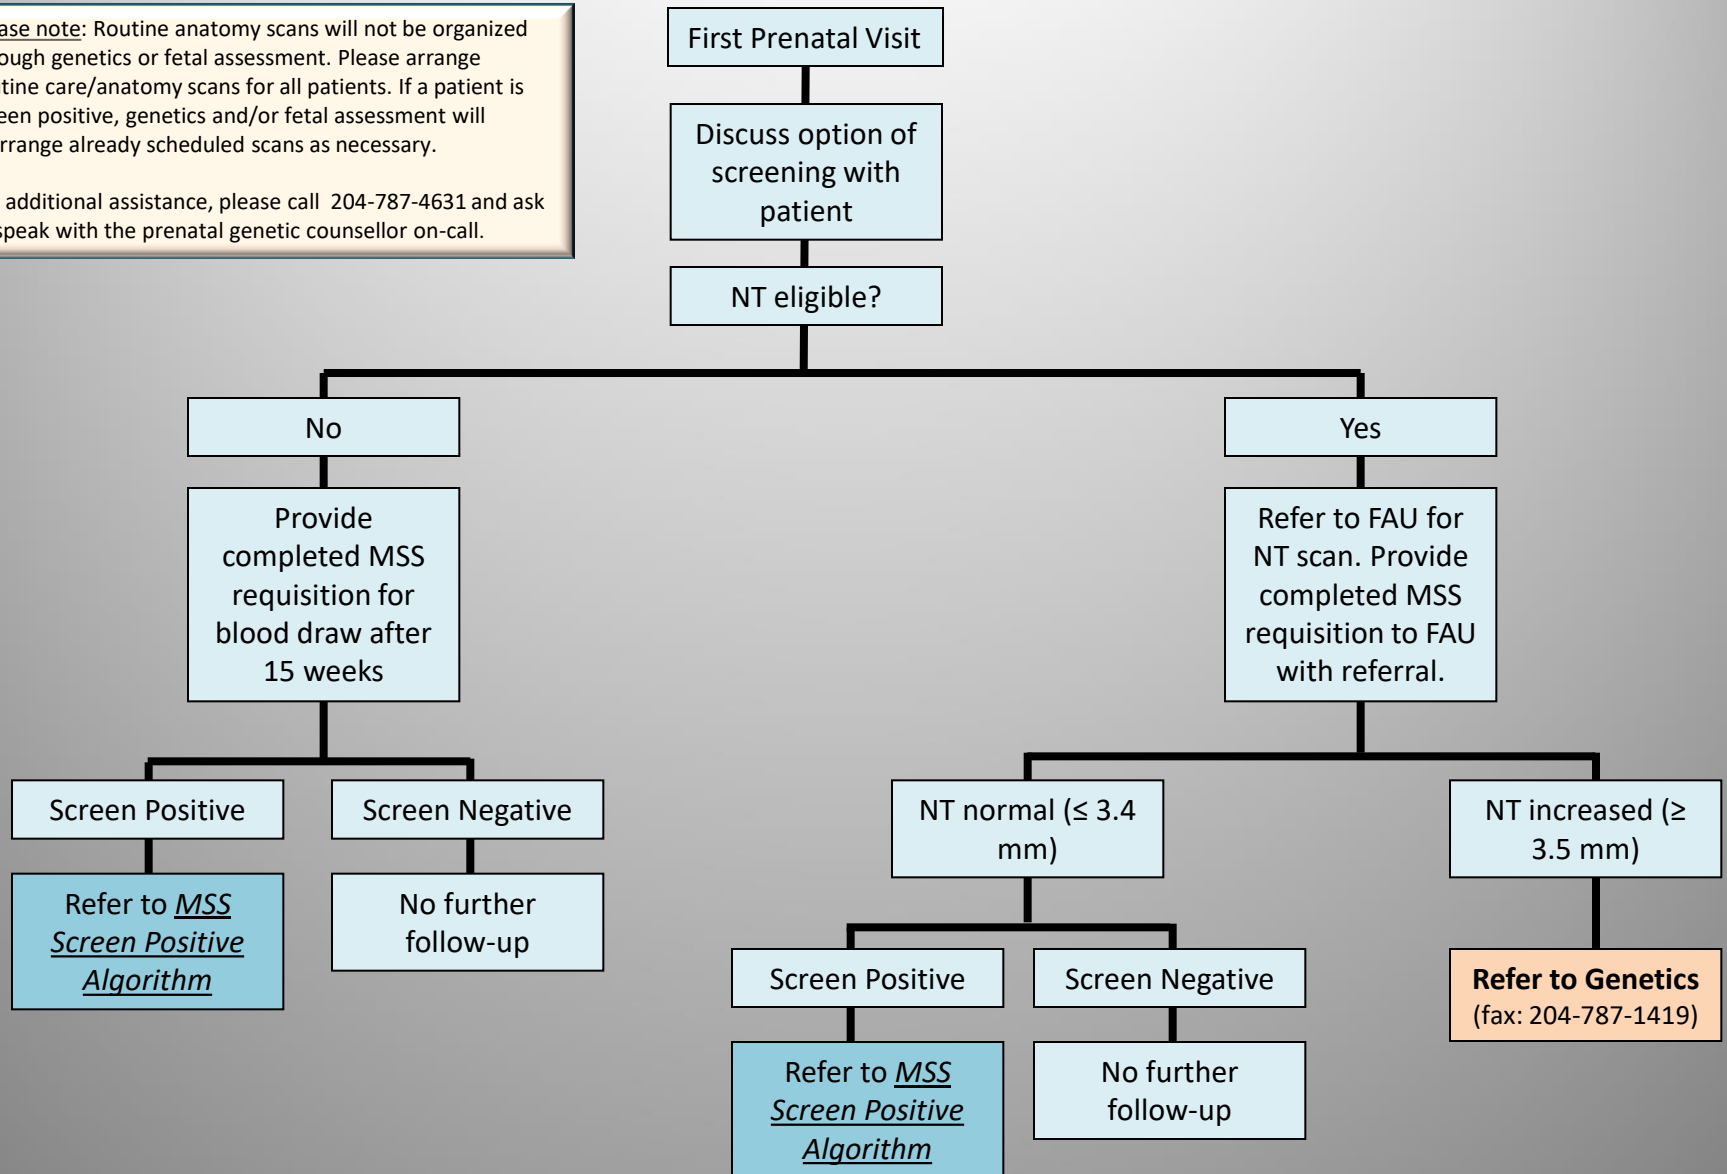 ase note: Routine anatomy scans will not be organized
ough genetics or fetal assessment. Please arrange
tine care/anatomy scans for all patients. If a patient is
een positive, genetics and/or fetal assessment will
rrange already scheduled scans as necessary.
additional assistance, please call 204-787-4631 and ask
speak with the prenatal genetic counsellor on-call.
First Prenatal Visit
Discuss option of
screening with
patient
NT eligible?
No
Provide
completed MSS
requisition for
blood draw after
15 weeks
Screen Positive
Refer to MSS
Screen Positive
Algorithm
Screen Negative
No further
follow-up
Yes
Refer to FAU for
NT scan. Provide
completed MSS
requisition to FAU
with referral.
NT normal (≤ 3.4
mm)
Screen Positive
Refer to MSS
Screen Positive
Algorithm
Screen Negative
No further
follow-up
NT increased (≥
3.5 mm)
Refer to Genetics
(fax: 204-787-1419)